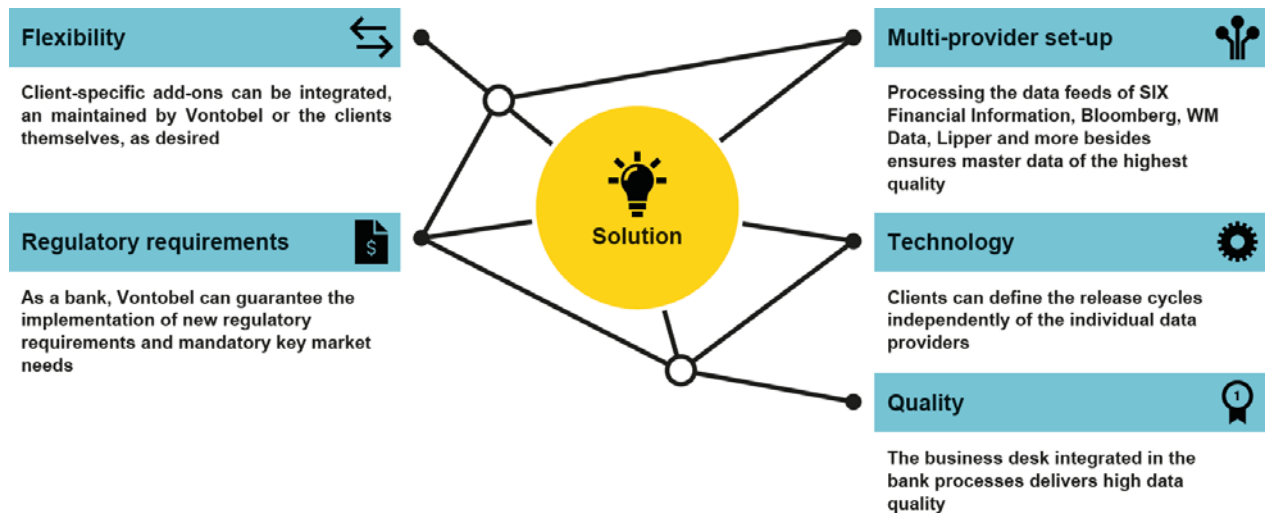 Flexibility
Client-specific add-ons can be integrated,
an maintained by Vontobel or the clients
themselves, as desired
Regulatory requirements
$
As a bank, Vontobel can guarantee the
implementation of new regulatory
requirements and mandatory key market
needs
Solution
Multi-provider set-up
Processing the data feeds of SIX
Financial Information, Bloomberg, WM
Data, Lipper and more besides
ensures master data of the highest
quality
Technology
Clients can define the release cycles
independently of the individual data
providers
Quality
1
The business desk integrated in the
bank processes delivers high data
quality